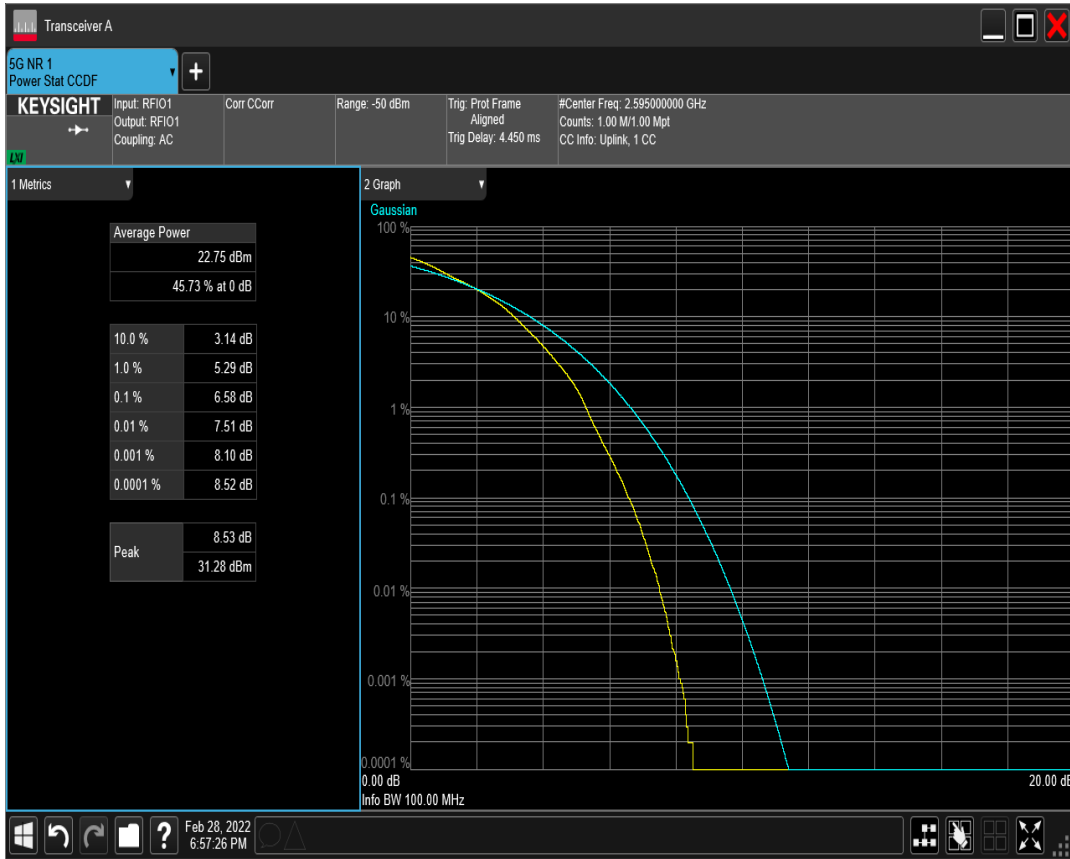 Transceiver A
5G NR 1
Power Stat CCDF
+
KEYSIGHT
LXI
Input: RFIO1
Output: RFIO1
Coupling: AC
Corr CCorr
Range: -50 dBm
Trig: Prot Frame
Aligned
Trig Delay: 4.450 ms
#Center Freq: 2.595000000 GHz
Counts: 1.00 M/1.00 Mpt
CC Info: Uplink, 1 CC
1 Metrics
Average Power
22.75 dBm
45.73 % at 0 dB
10.0 % 3.14 dB
1.0 % 5.29 dB
0.1 % 6.58 dB
0.01 % 7.51 dB
0.001 % 8.10 dB
0.0001 % 8.52 dB
Peak 8.53 dB
31.28 dBm
2 Graph
Gaussian
100 %
10 %
1 %
0.1 %
0.01 %
0.001 %
0.0001 %
0.00 dB 20.00 dB
Info BW 100.00 MHz
?
Feb 28, 2022
6:57:26 PM